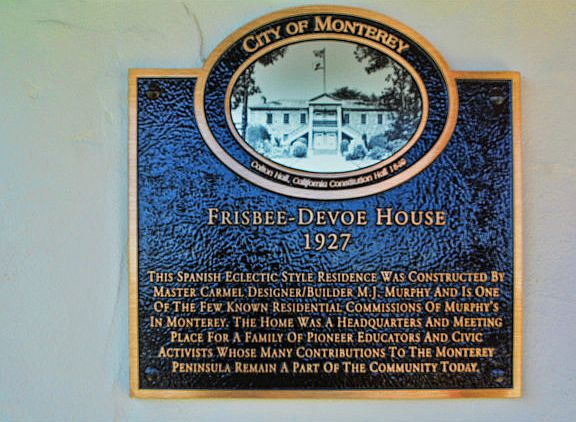 City of Monterey
Colton Hall, California Constitution Hall 1849
Frisbee-Devoe House
1927
This Spanish Eclectic Style Residence Was Constructed By
Master Carmel Designer/Builder M.J. Murphy And Is One
Of The Few Known Residential Commissions Of Murphy's
In Monterey. The Home Was A Headquarters And Meeting
Place For A Family Of Pioneer Educators And Civic
Activists Whose Many Contributions To The Monterey
Peninsula Remain A Part Of The Community Today.